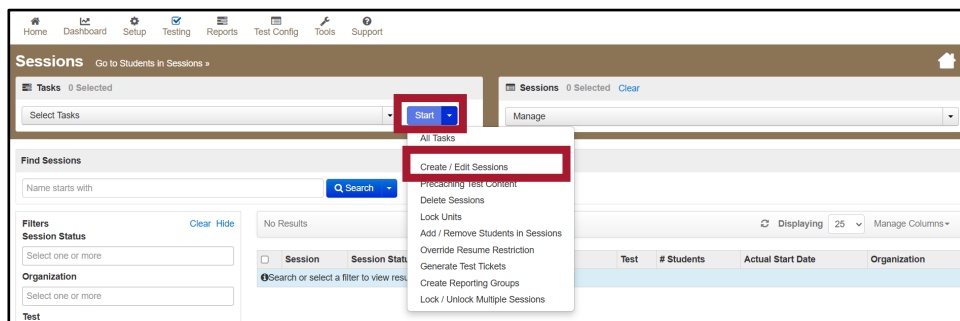 Home Dashboard Setup Testing Reports Test Config Tools Support
Sessions Go to Students in Sessions »
Tasks 0 Selected
Sessions 0 Selected Clear
Select Tasks
Start
Manage
All Tasks
Create / Edit Sessions
Precaching Test Content
Delete Sessions
Lock Units
Add / Remove Students in Sessions
Override Resume Restriction
Generate Test Tickets
Create Reporting Groups
Lock / Unlock Multiple Sessions
Find Sessions
Name starts with
Search
Filters Clear Hide
Session Status
Select one or more
Organization
Select one or more
Test
No Results
Displaying 25 Manage Columns
Session Session Test # Students Actual Start Date Organization
Search or select a filter to view